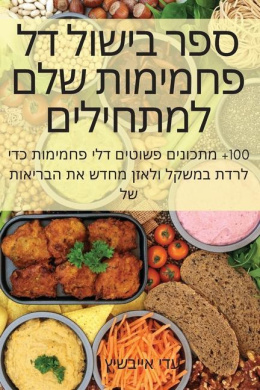 ספר בישול דל
פחמימות שלם
למתחילים
100+ מתכונים פשוטים דלי פחמימות כדי
לרדת במשקל ולאזן מחדש את הבריאות
של
עדי אייבשיץ